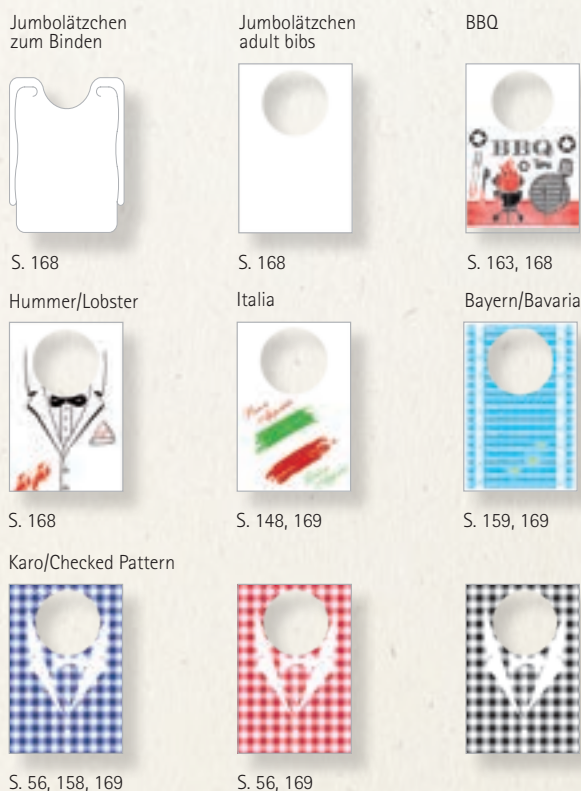 Jumbolätzchen
zum Binden
Jumbolätzchen
adult bibs
BBQ
BBQ
S. 168
S. 168
S. 163, 168
Hummer/Lobster
Italia
Bayern/Bavaria
S. 168
S. 148, 169
S. 159, 169
Karo/Checked Pattern
S. 56, 158, 169
S. 56, 169